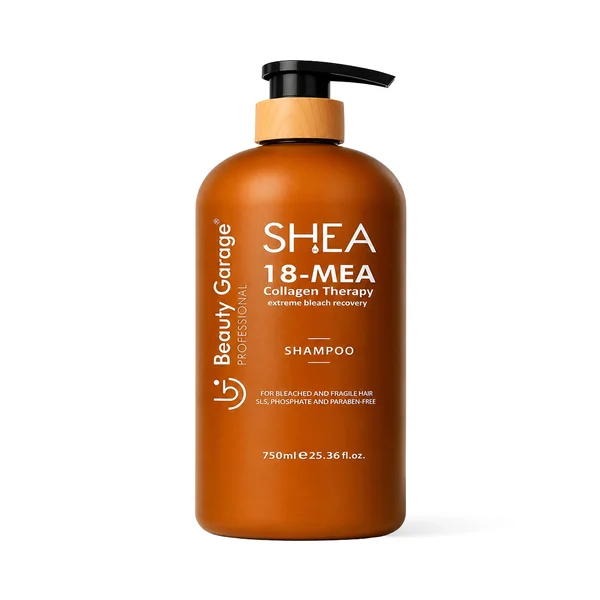 Beauty Garage®
PROFESSIONAL
SHEA
18-MEA
Collagen Therapy
extreme bleach recovery
SHAMPOO
FOR BLEACHED AND FRAGILE HAIR
SLS, PHOSPHATE AND PARABEN-FREE
750ml ℮ 25.36 fl.oz.